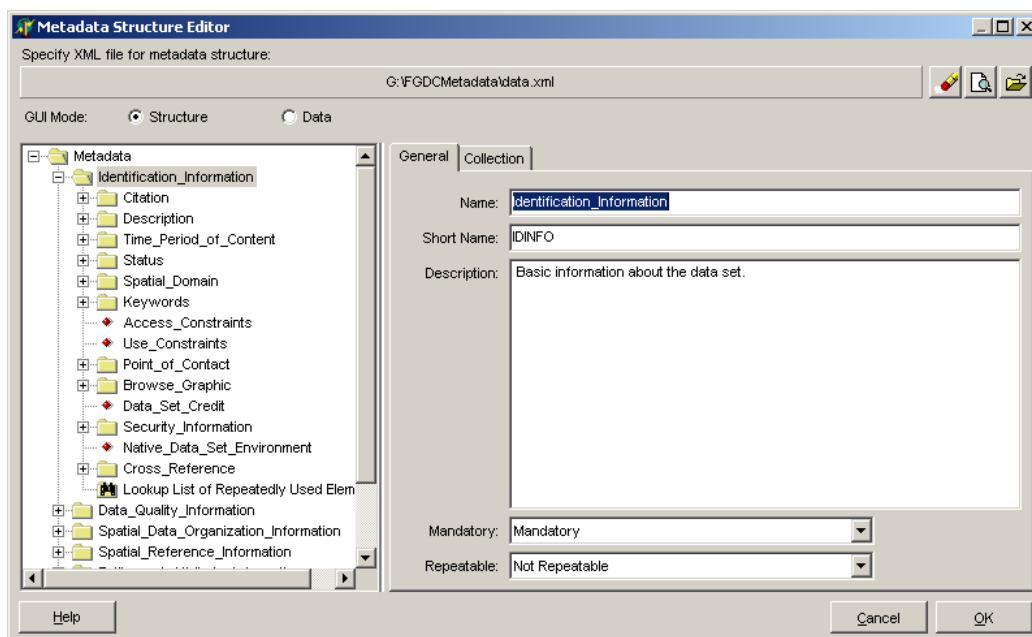 Metadata Structure Editor
Specify XML file for metadata structure:
G:\FGDCMetadata\data.xml
GUI Mode: Structure Data
Metadata
Identification_Information
Citation
Description
Time_Period_of_Content
Status
Spatial_Domain
Keywords
Access_Constraints
Use_Constraints
Point_of_Contact
Browse_Graphic
Data_Set_Credit
Security_Information
Native_Data_Set_Environment
Cross_Reference
Lookup List of Repeatedly Used Elem
Data_Quality_Information
Spatial_Data_Organization_Information
Spatial_Reference_Information
General Collection
Name: Identification_Information
Short Name: IDINFO
Description: Basic information about the data set.
Mandatory: Mandatory
Repeatable: Not Repeatable
Help Cancel OK